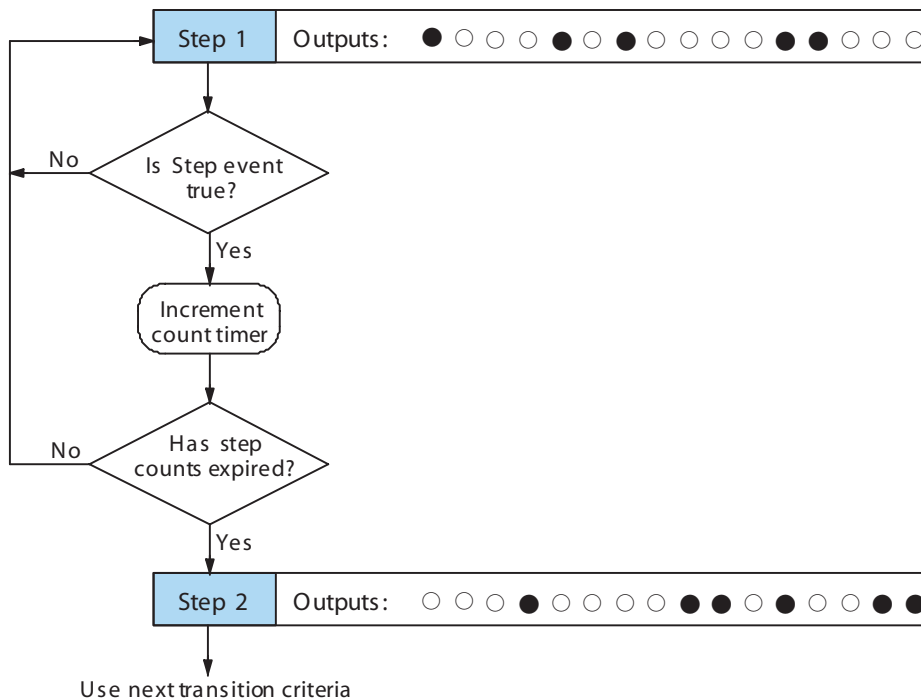 Step 1 Outputs:
Is Step event
true?
No
Yes
Increment
count timer
Has step
counts expired?
No
Yes
Step 2 Outputs:
Use next transition criteria